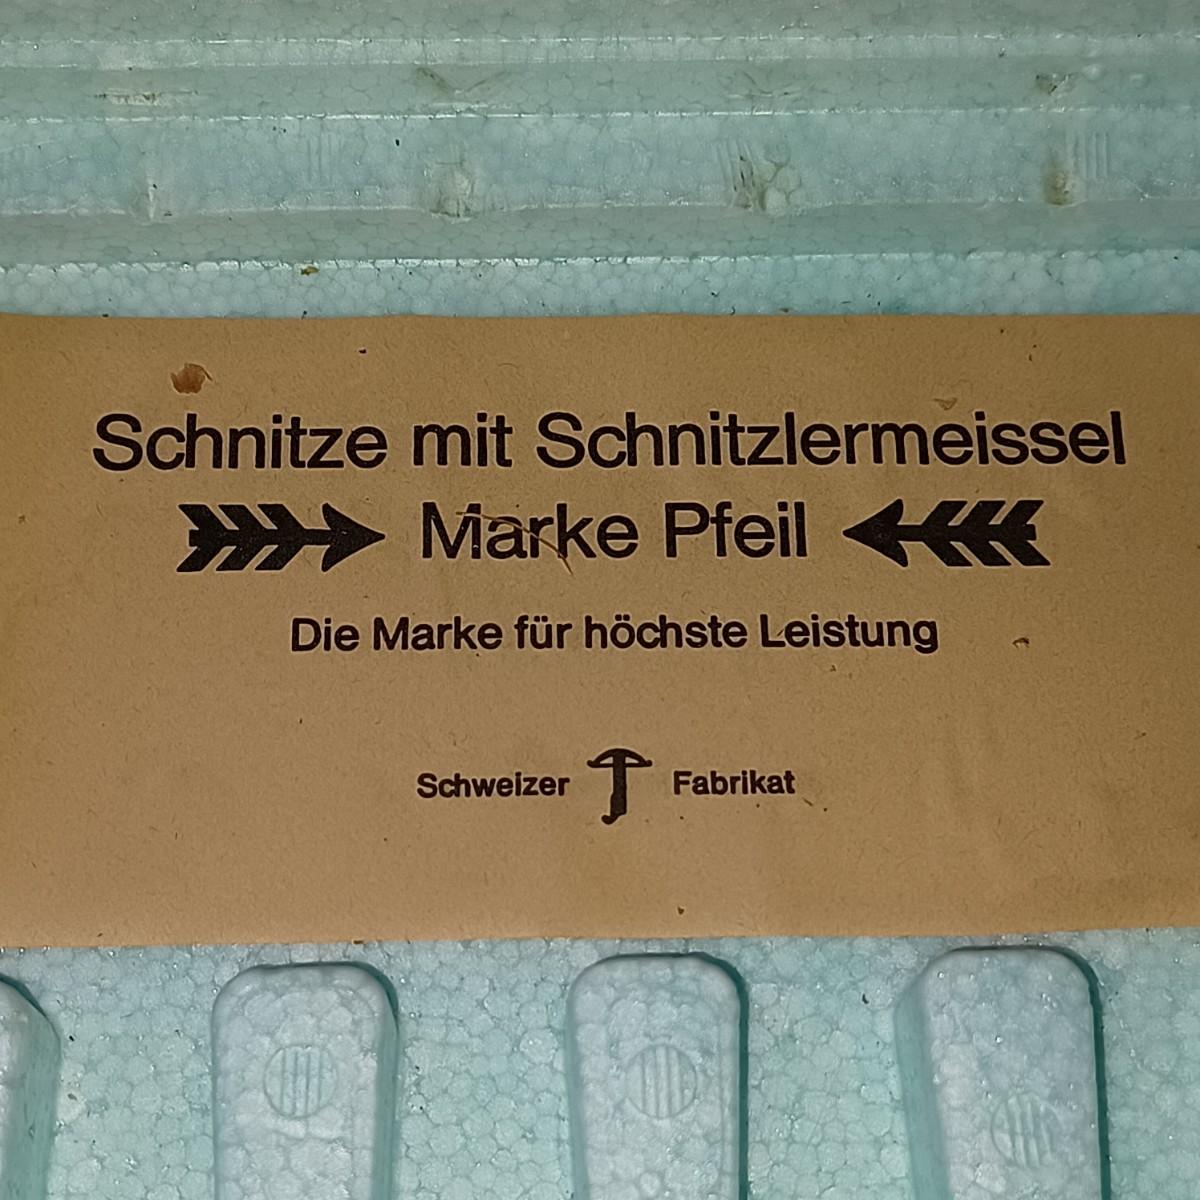 Schnitze mit Schnitzlermeissel
Marke Pfeil
Die Marke für höchste Leistung
Schweizer Fabrikat